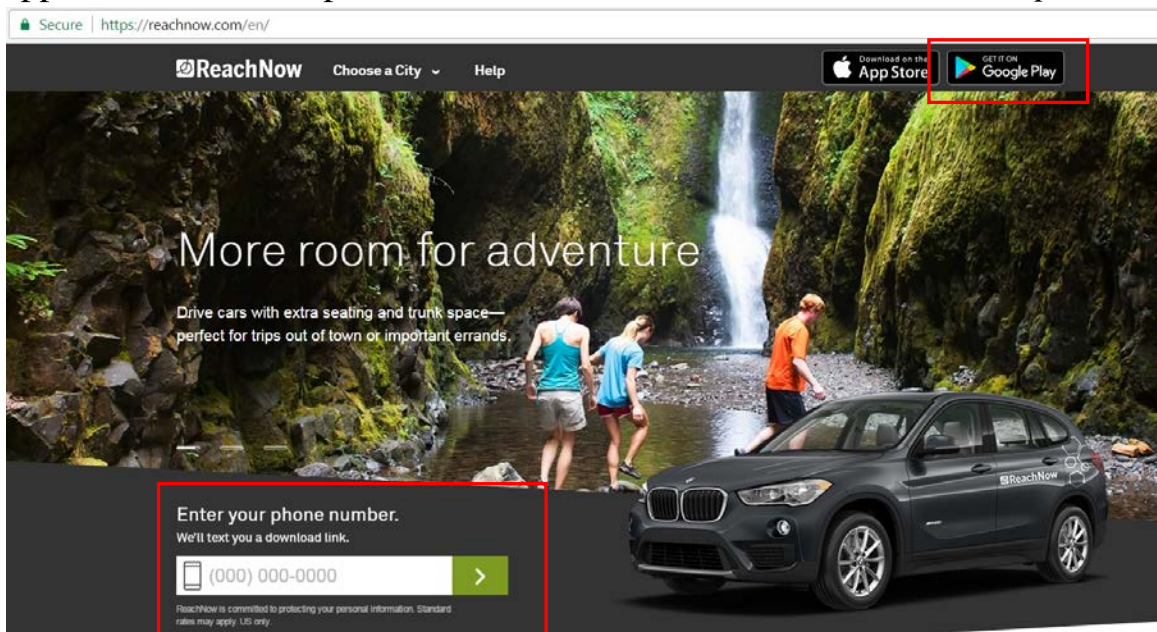 Secure | https://reachnow.com/en/
ReachNow Choose a City Help
Download on the
App Store
GET IT ON
Google Play
More room for adventure
Drive cars with extra seating and trunk space—
perfect for trips out of town or important errands.
ReachNow
Enter your phone number.
We'll text you a download link.
(000) 000-0000
ReachNow is committed to protecting your personal information. Standard
rates may apply. US only.